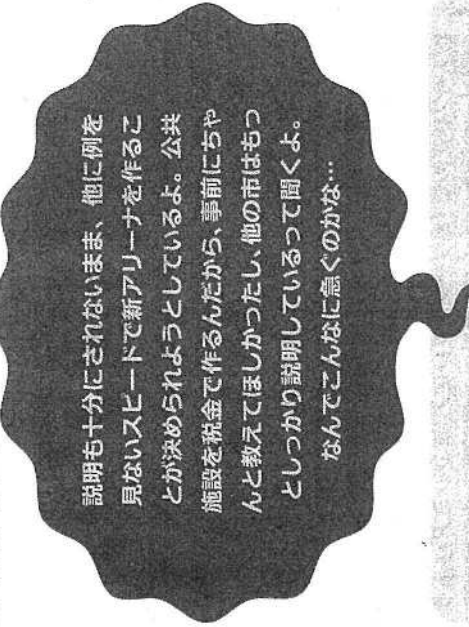 説明も十分にされないまま、他に例を
見ないスピードで新アリーナを作るこ
とが決められようとしているよ。公共
施設を税金で作るんだから、事前にちゃ
んと教えてほしかったし、他の市はもっ
としっかり説明しているって聞くよ。
なんでこんなに急ぐのかな…